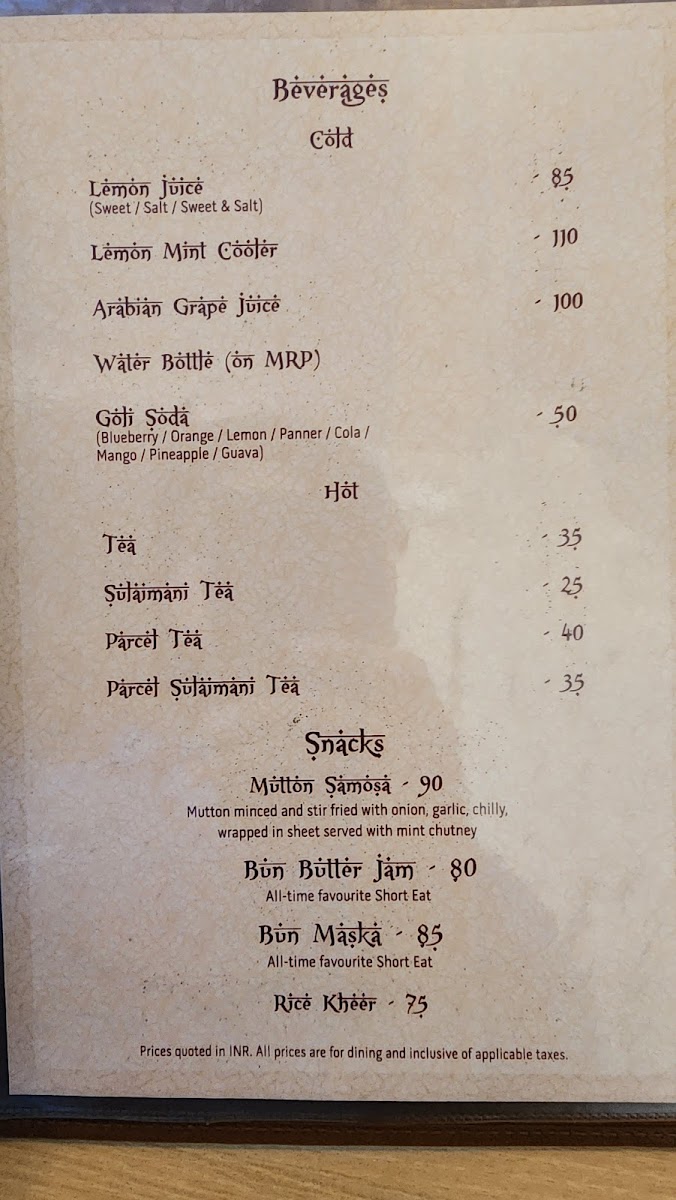 Beverages
Cold
Lemon Juice - 85
(Sweet / Salt / Sweet & Salt)
Lemon Mint Cooler - 110
Arabian Grape Juice - 100
Water Bottle (on MRP)
Goli Soda - 50
(Blueberry / Orange / Lemon / Panner / Cola /
Mango / Pineapple / Guava)
Hot
Tea - 35
Sulaimani Tea - 25
Parcel Tea - 40
Parcel Sulaimani Tea - 35
Snacks
Mutton Samosa - 90
Mutton minced and stir fried with onion, garlic, chilly,
wrapped in sheet served with mint chutney
Bun Butter Jam - 80
All-time favourite Short Eat
Bun Maska - 85
All-time favourite Short Eat
Rice Kheer - 75
Prices quoted in INR. All prices are for dining and inclusive of applicable taxes.